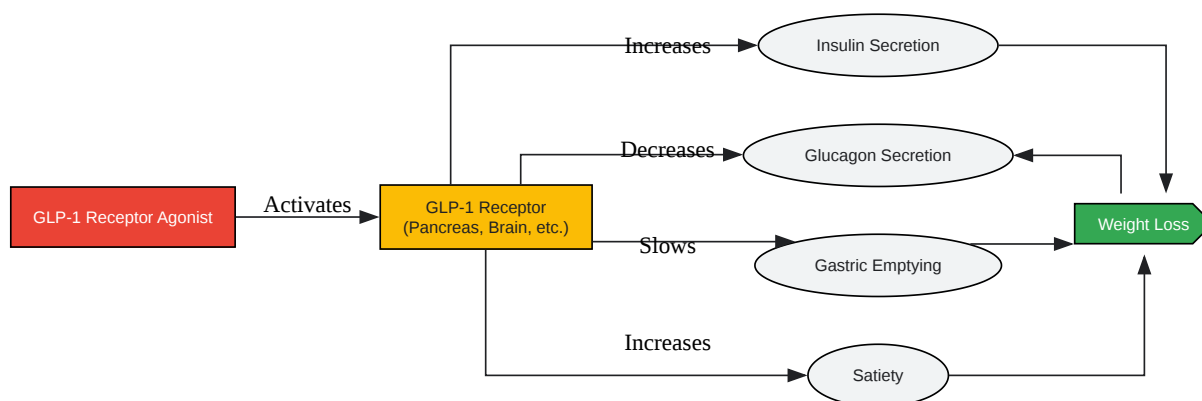 Increases
Insulin Secretion
Decreases
Glucagon Secretion
GLP-1 Receptor Agonist
Activates
GLP-1 Receptor
(Pancreas, Brain, etc.)
Weight Loss
Slows
Gastric Emptying
Increases
Satiety